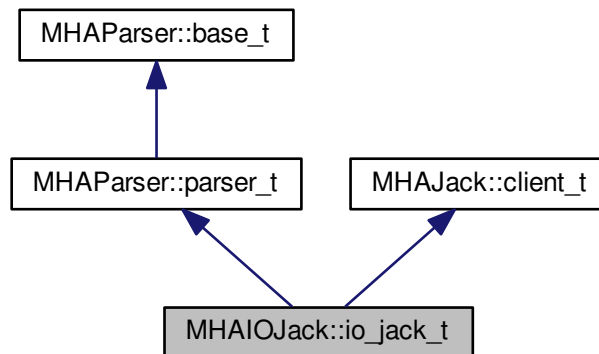 MHAParser::base_t
MHAParser::parser_t
MHAJack::client_t
MHAIOJack::io_jack_t